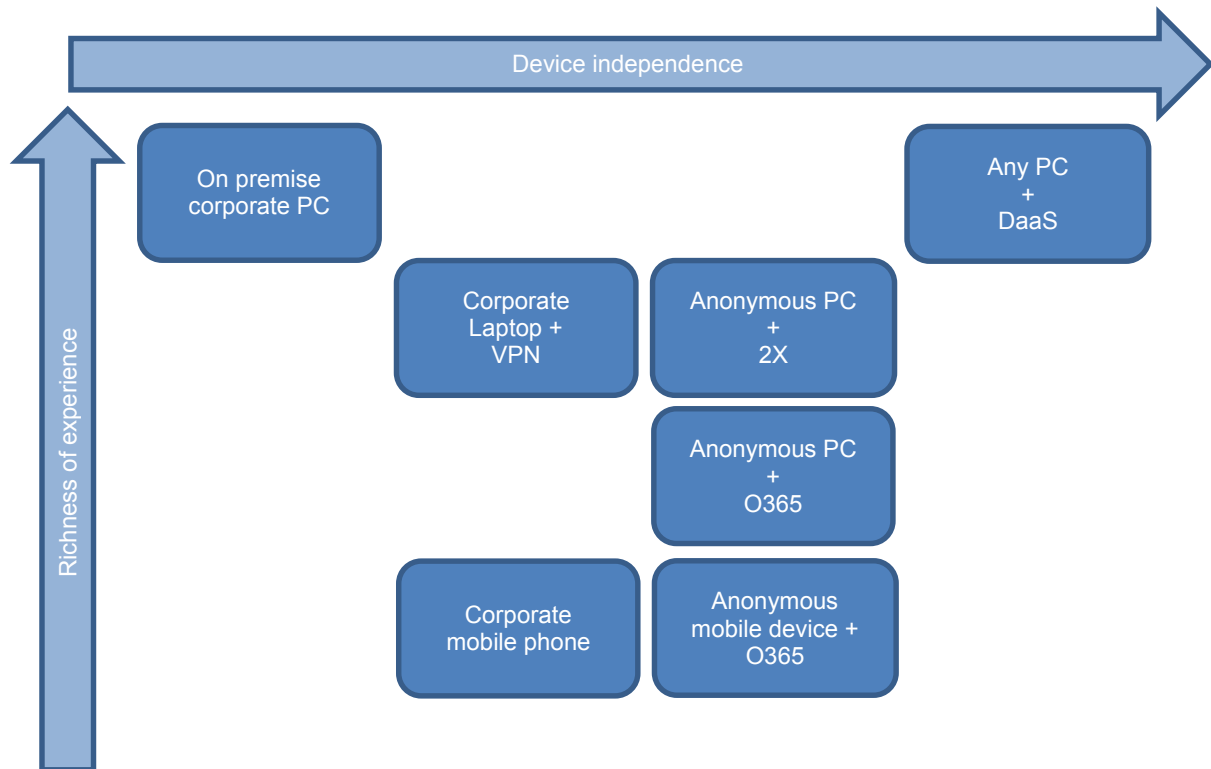 Device independence
Richness of experience
On premise
corporate PC
Any PC
+
DaaS
Corporate
Laptop +
VPN
Anonymous PC
+
2X
Anonymous PC
+
O365
Corporate
mobile phone
Anonymous
mobile device +
O365